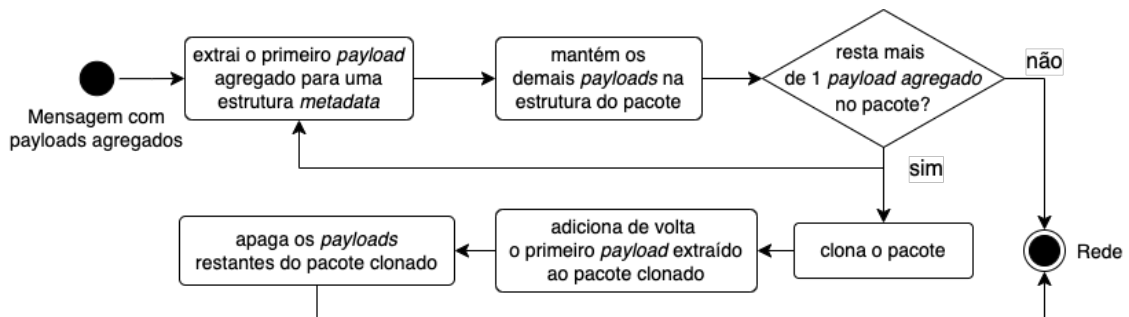 extrai o primeiro payload
agregado para uma
estrutura metadata
mantém os
demais payloads na
estrutura do pacote
resta mais
de 1 payload agregado
no pacote?
não
Mensagem com
payloads agregados
sim
apaga os payloads
restantes do pacote clonado
adiciona de volta
o primeiro payload extraído
ao pacote clonado
clona o pacote
Rede